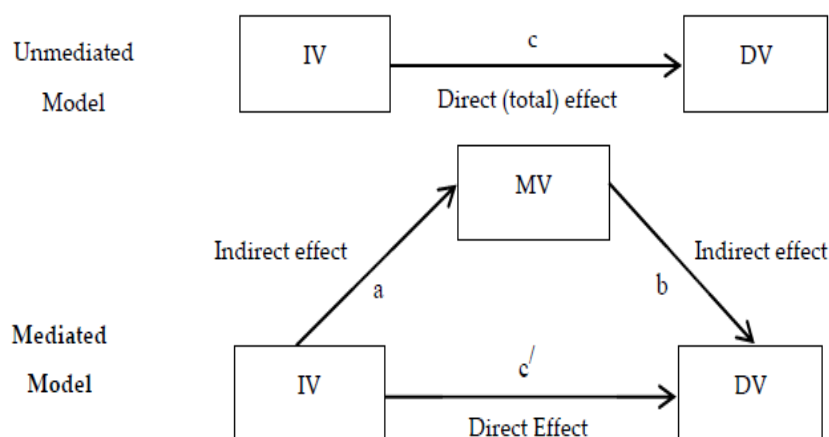 Unmediated
Model
IV
c
Direct (total) effect
DV
MV
Indirect effect
a
Indirect effect
b
Mediated
Model
IV
c/
Direct Effect
DV